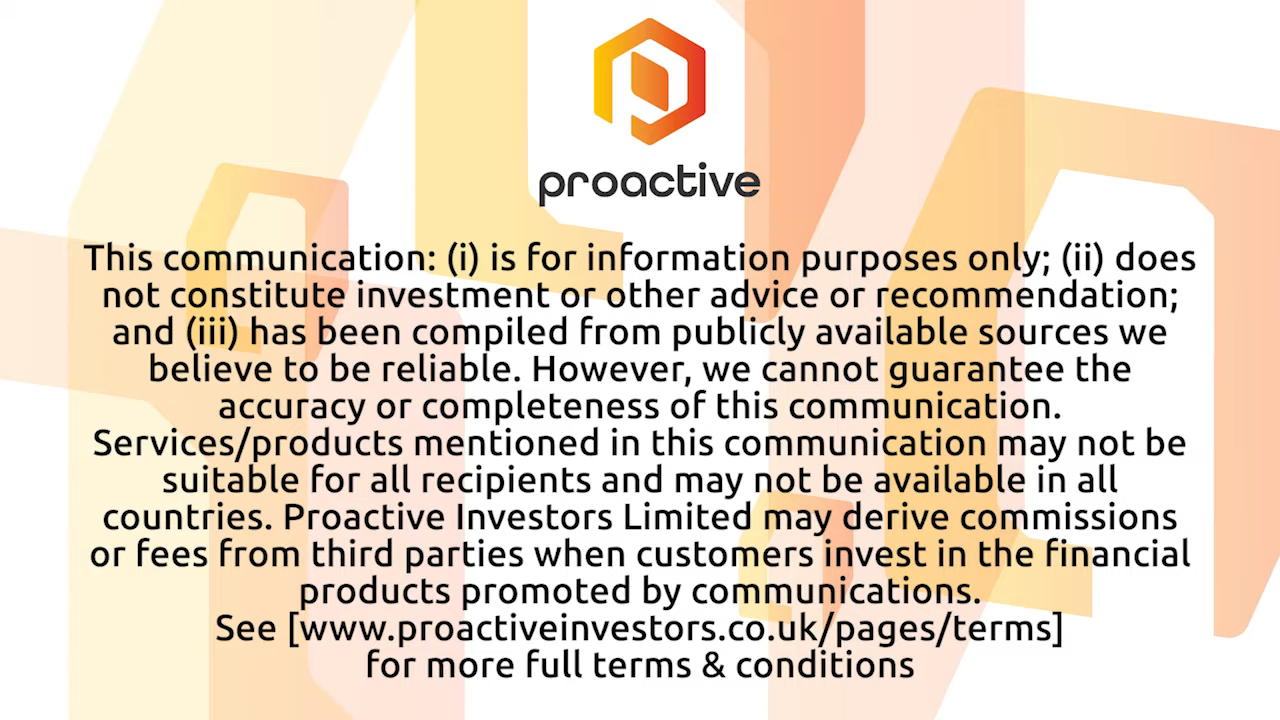 proactive
This communication: (i) is for information purposes only; (ii) does
not constitute investment or other advice or recommendation;
and (iii) has been compiled from publicly available sources we
believe to be reliable. However, we cannot guarantee the
accuracy or completeness of this communication.
Services/products mentioned in this communication may not be
suitable for all recipients and may not be available in all
countries. Proactive Investors Limited may derive commissions
or fees from third parties when customers invest in the financial
products promoted by communications.
See [www.proactiveinvestors.co.uk/pages/terms]
for more full terms & conditions